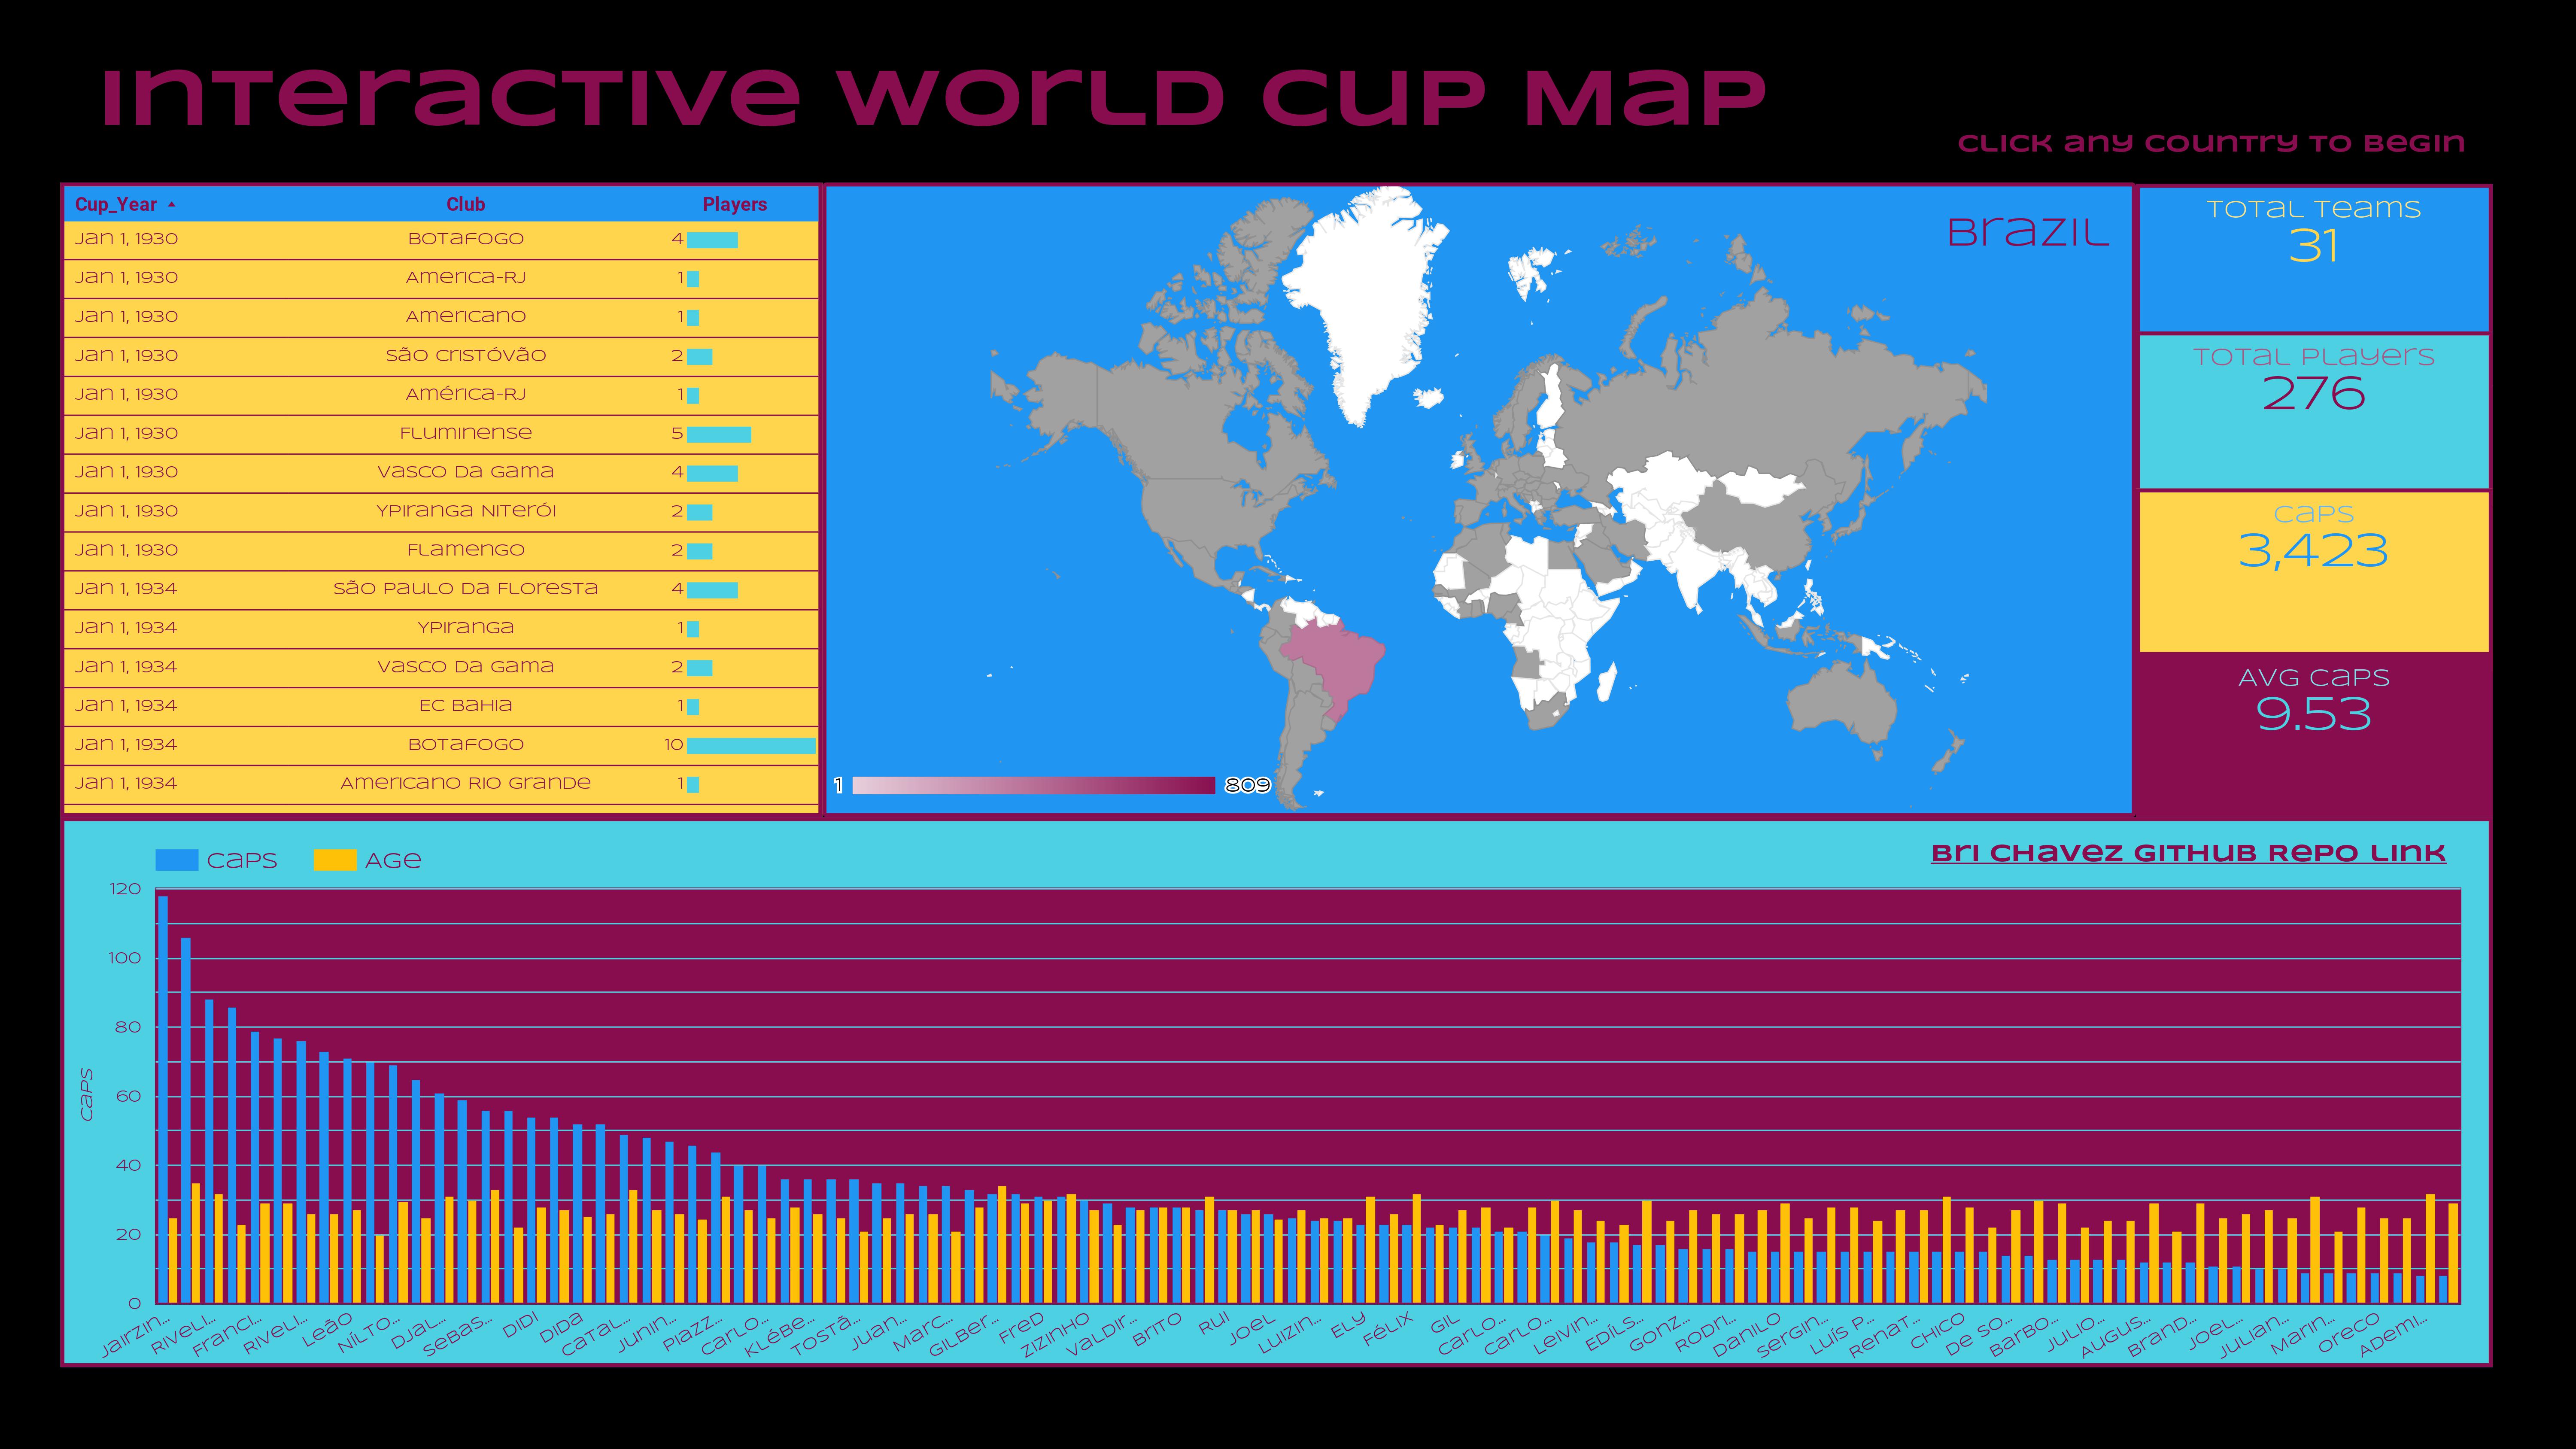 Interactive World Cup Map
Click any country to begin
Cup_Year Club Players
Jan 1, 1930 Botafogo 4
Jan 1, 1930 America-RJ 1
Jan 1, 1930 Americano 1
Jan 1, 1930 São Cristóvão 2
Jan 1, 1930 América-RJ 1
Jan 1, 1930 Fluminense 5
Jan 1, 1930 Vasco da Gama 4
Jan 1, 1930 Ypiranga Niterói 2
Jan 1, 1930 Flamengo 2
Jan 1, 1934 São Paulo da Floresta 4
Jan 1, 1934 Ypiranga 1
Jan 1, 1934 Vasco da Gama 2
Jan 1, 1934 EC Bahia 1
Jan 1, 1934 Botafogo 10
Jan 1, 1934 Americano Rio Grande 1
Brazil
1 809
Total Teams
31
Total Players
276
Caps
3,423
AVG Caps
9.53
Caps Age
Bri Chavez GitHub Repo Link
Caps
120
100
80
60
40
20
0
Jairzin... Riveli... Franci... Riveli... Leão Nílto... Djal... Sebas... Didi Dida Catal... Junin... Piazz... Carlo... Klébe... Tostã... Juan... Marc... Gilber... Fred Zizinho Valdir... Brito Rui Joel Luizin... Ely Félix Gil Carlo... Carlo... Leivin... Edíls... Gonz... Rodri... Danilo Sergin... Luís P... Renat... Chico De So... Barbo... Julio... Augus... Brand... Joel... Julian... Marin... Oreco Ademi...